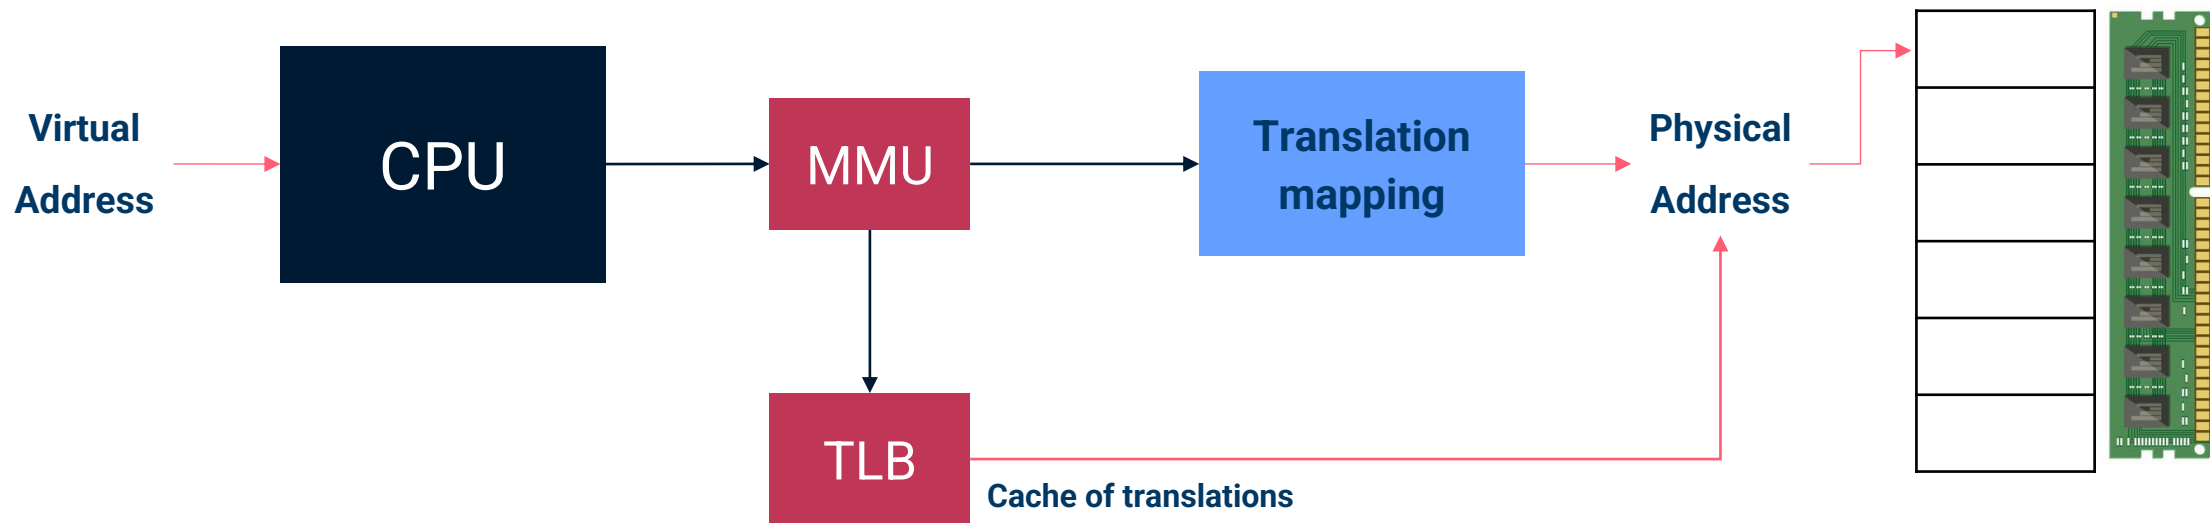 Virtual
Address
CPU
MMU
Translation
mapping
Physical
Address
TLB
Cache of translations